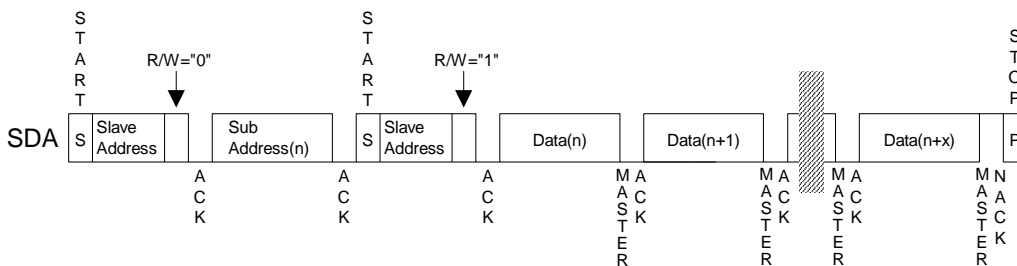 START
START
STOP
R/W="0"
R/W="1"
SDA
S
Slave
Address
Sub
Address(n)
S
Slave
Address
Data(n)
Data(n+1)
Data(n+x)
P
ACK
ACK
ACK
MASTER
ACK
MASTER
ACK
MASTER
ACK
MASTER
NACK